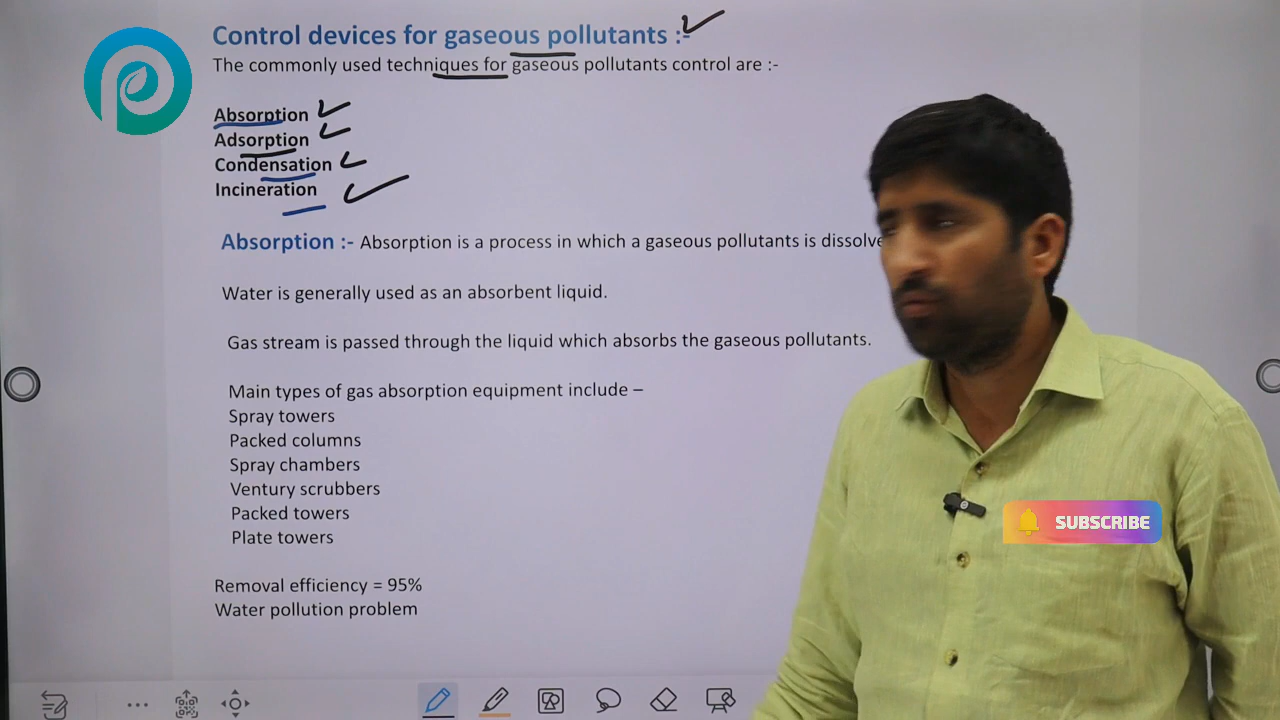 Control devices for gaseous pollutants :-
The commonly used techniques for gaseous pollutants control are :-
Absorption
Adsorption
Condensation
Incineration
Absorption :- Absorption is a process in which a gaseous pollutants is dissolve
Water is generally used as an absorbent liquid.
Gas stream is passed through the liquid which absorbs the gaseous pollutants.
Main types of gas absorption equipment include –
Spray towers
Packed columns
Spray chambers
Ventury scrubbers
Packed towers
Plate towers
Removal efficiency = 95%
Water pollution problem
SUBSCRIBE